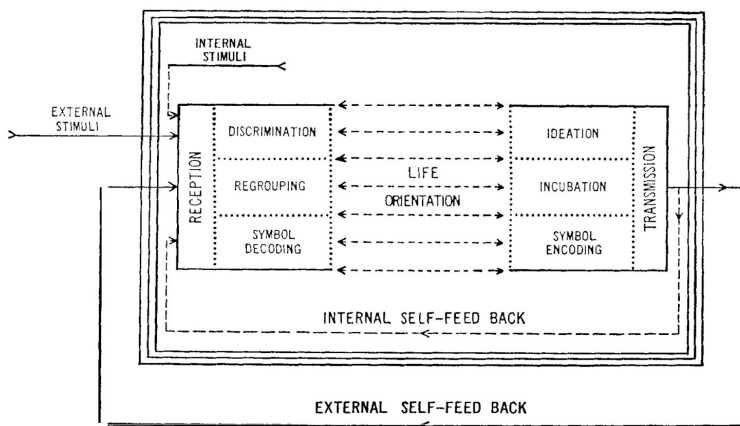 INTERNAL
STIMULI
EXTERNAL
STIMULI
RECEPTION
DISCRIMINATION
REGROUPING
SYMBOL
DECODING
LIFE
ORIENTATION
IDEATION
INCUBATION
SYMBOL
ENCODING
TRANSMISSION
INTERNAL SELF-FEED BACK
EXTERNAL SELF-FEED BACK